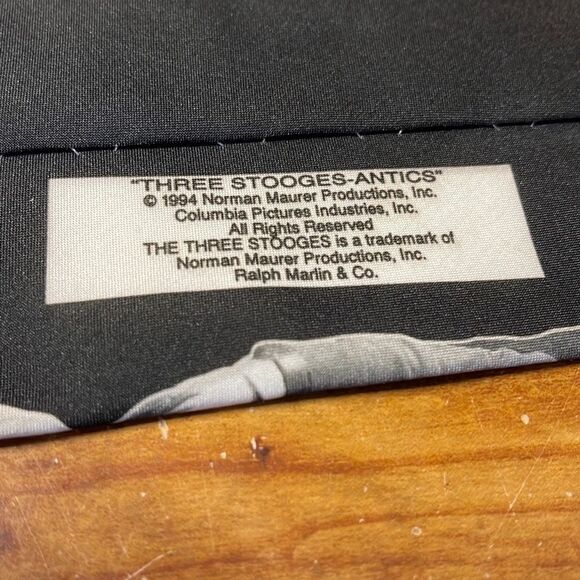 "THREE STOOGES-ANTICS"
© 1994 Norman Maurer Productions, Inc.
Columbia Pictures Industries, Inc.
All Rights Reserved
THE THREE STOOGES is a trademark of
Norman Maurer Productions, Inc.
Ralph Marlin & Co.